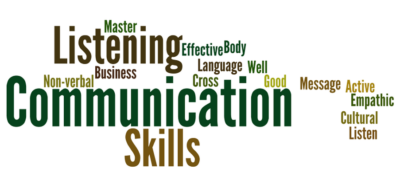 Master
Listening
Effective Body
Language Well
Business
Non-verbal
Cross
Good
Message
Active
Communication
Empathic
Cultural
Skills
Listen